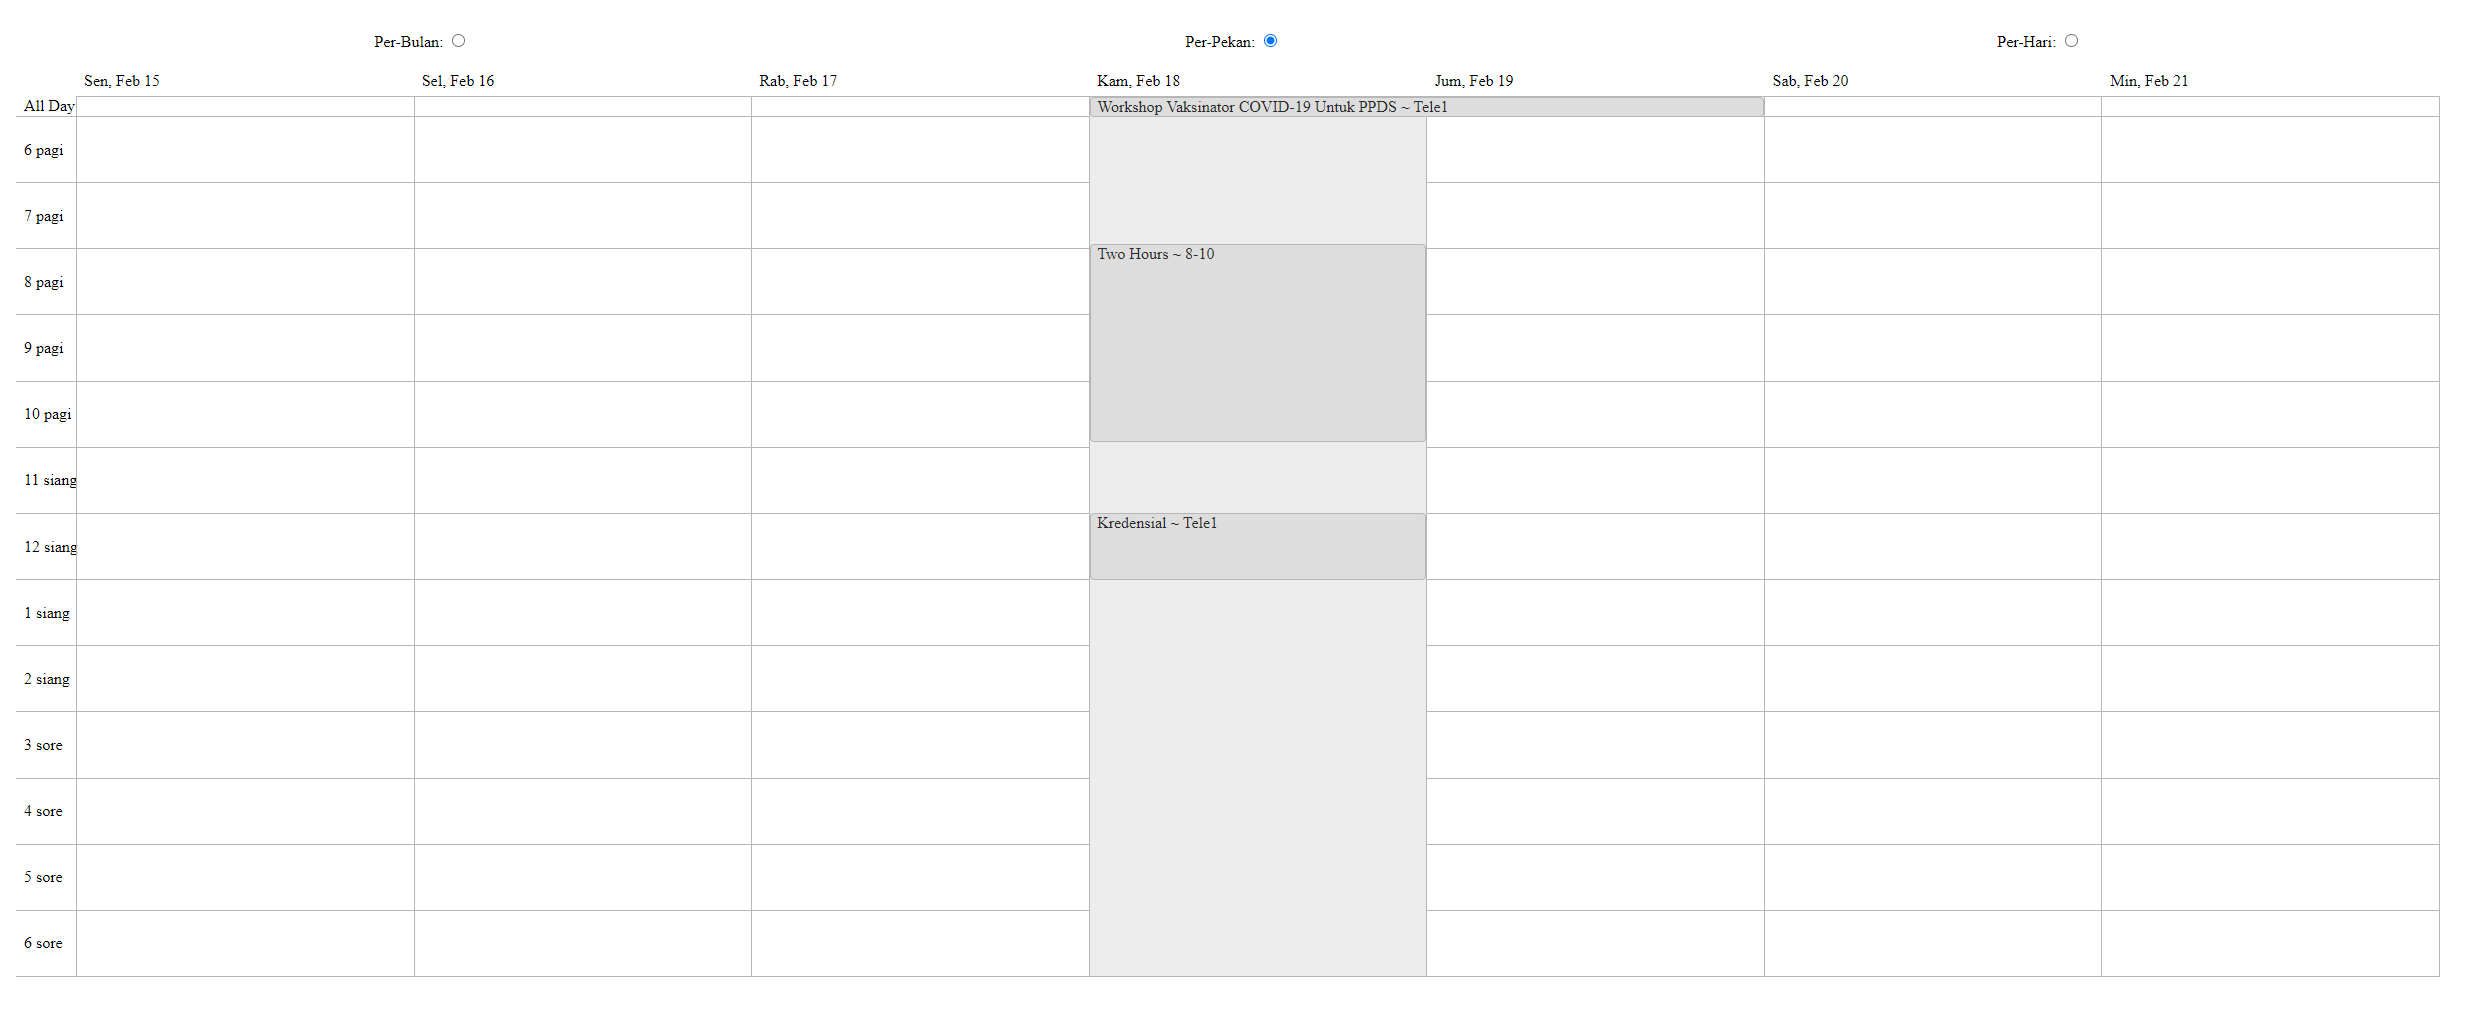 Per-Bulan:
Per-Pekan:
Per-Hari:
Sen, Feb 15
Sel, Feb 16
Rab, Feb 17
Kam, Feb 18
Jum, Feb 19
Sab, Feb 20
Min, Feb 21
All Day
Workshop Vaksinator COVID-19 Untuk PPDS ~ Tele1
6 pagi
7 pagi
8 pagi
Two Hours ~ 8-10
9 pagi
10 pagi
11 siang
12 siang
Kredensial ~ Tele1
1 siang
2 siang
3 sore
4 sore
5 sore
6 sore